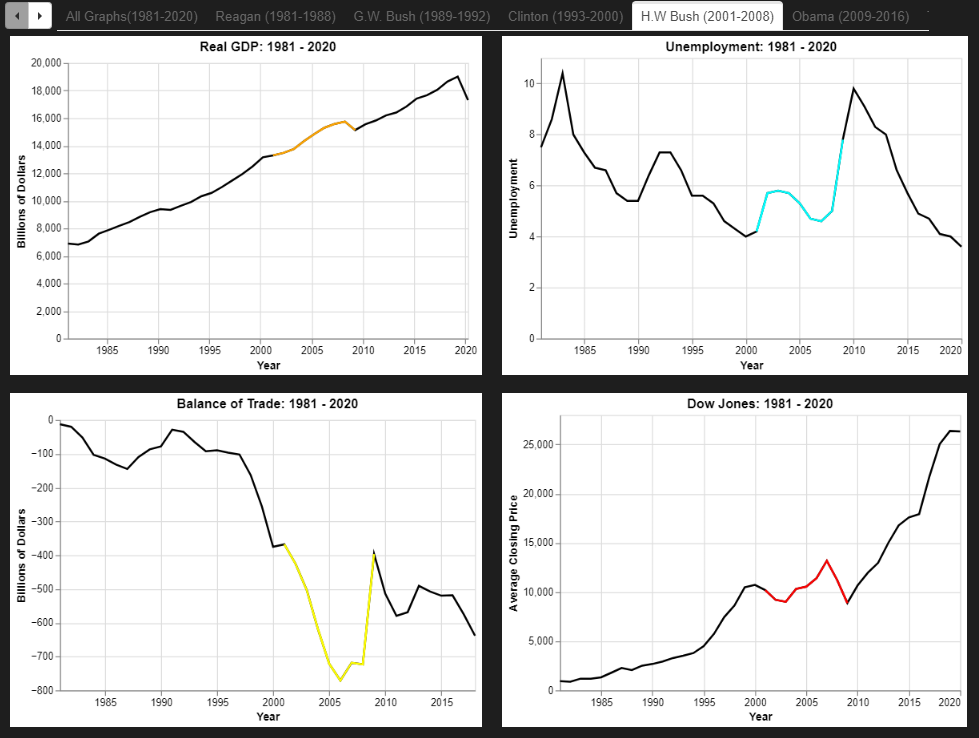 All Graphs(1981-2020) Reagan (1981-1988) G.W. Bush (1989-1992) Clinton (1993-2000) H.W Bush (2001-2008) Obama (2009-2016)
Real GDP: 1981 - 2020
20,000
18,000
16,000
14,000
12,000
10,000
8,000
6,000
4,000
2,000
0
Billions of Dollars
1985 1990 1995 2000 2005 2010 2015 2020
Year
Unemployment: 1981 - 2020
10
8
6
4
2
0
Unemployment
1985 1990 1995 2000 2005 2010 2015 2020
Year
Balance of Trade: 1981 - 2020
0
−100
−200
−300
−400
−500
−600
−700
−800
Billions of Dollars
1985 1990 1995 2000 2005 2010 2015
Year
Dow Jones: 1981 - 2020
25,000
20,000
15,000
10,000
5,000
0
Average Closing Price
1985 1990 1995 2000 2005 2010 2015 2020
Year